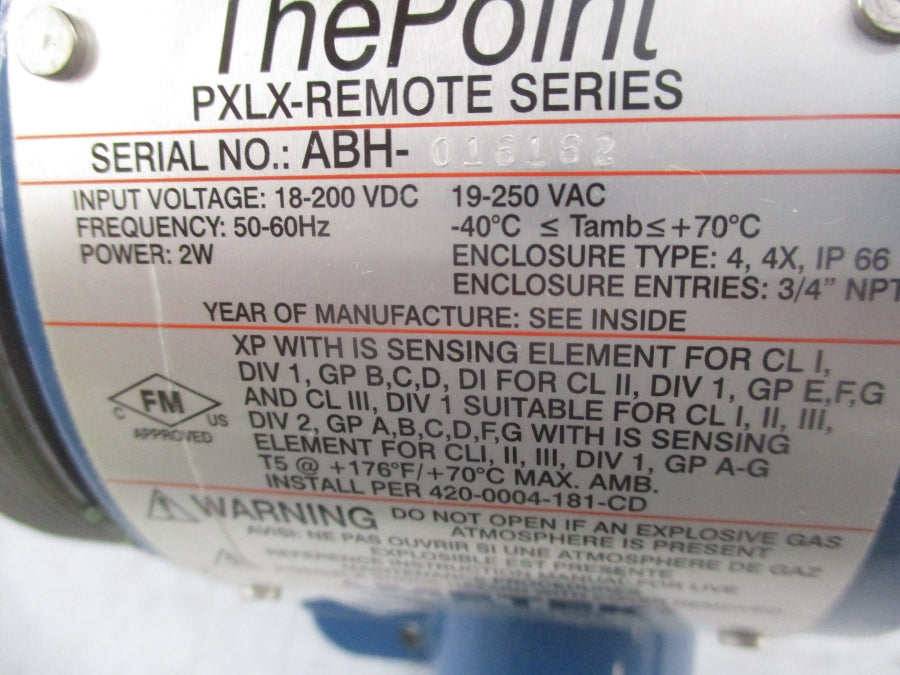 ThePoint
PXLX-REMOTE SERIES
SERIAL NO.: ABH- 016162
INPUT VOLTAGE: 18-200 VDC 19-250 VAC
FREQUENCY: 50-60Hz -40°C ≤ Tamb ≤ +70°C
POWER: 2W ENCLOSURE TYPE: 4, 4X, IP 66
ENCLOSURE ENTRIES: 3/4" NPT
YEAR OF MANUFACTURE: SEE INSIDE
XP WITH IS SENSING ELEMENT FOR CL I,
DIV 1, GP B,C,D, DI FOR CL II, DIV 1, GP E,F,G
AND CL III, DIV 1 SUITABLE FOR CL I, II, III,
DIV 2, GP A,B,C,D,F,G WITH IS SENSING
ELEMENT FOR CLI, II, III, DIV 1, GP A-G
T5 @ +176°F/+70°C MAX. AMB.
INSTALL PER 420-0004-181-CD
C FM US
APPROVED
WARNING DO NOT OPEN IF AN EXPLOSIVE GAS
ATMOSPHERE IS PRESENT
AVISI: NE PAS OUVRIR SI UNE ATMOSPHERE DE GAZ
EXPLOSIBLE EST PRESENTE
REFERENCE INSTRUCTION MANUAL FOR LIVE